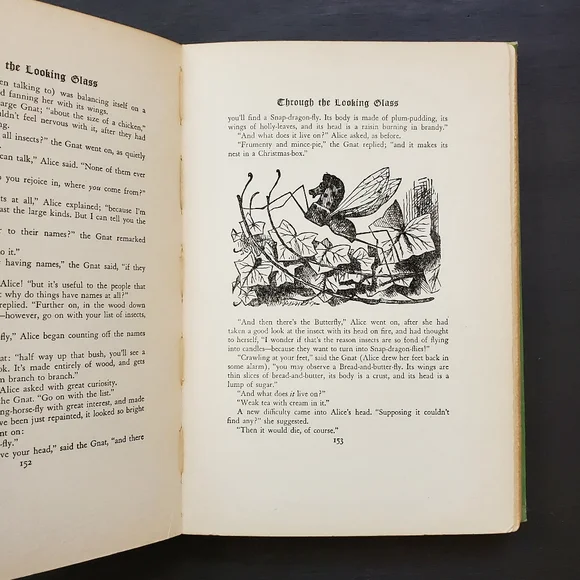 the Looking Glass
en talking to) was balancing itself on a
d fanning her with its wings.
arge Gnat; "about the size of a chicken,"
ldn't feel nervous with it, after they had
ng.
all insects?" the Gnat went on, as quietly
can talk," Alice said. "None of them ever
you rejoice in, where you come from?"
ts at all," Alice explained; "because I'm
ast the large kinds. But I can tell you the
r to their names?" the Gnat remarked
o it."
having names," the Gnat said, "if they
Alice! "but it's useful to the people that
t why do things have names at all?"
replied. "Further on, in the wood down
—however, go on with your list of insects,
fly," Alice began counting off the names
at: "half way up that bush, you'll see a
ok. It's made entirely of wood, and gets
m branch to branch."
Alice asked with great curiosity.
the Gnat. "Go on with the list."
ng-horse-fly with great interest, and made
ve been just repainted, it looked so bright
nt on:
-fly."
ve your head," said the Gnat, "and there
152
Through the Looking Glass
you'll find a Snap-dragon-fly. Its body is made of plum-pudding, its
wings of holly-leaves, and its head is a raisin burning in brandy."
"And what does it live on?" Alice asked, as before.
"Frumenty and mince-pie," the Gnat replied; "and it makes its
nest in a Christmas-box."
"And then there's the Butterfly," Alice went on, after she had
taken a good look at the insect with its head on fire, and had thought
to herself, "I wonder if that's the reason insects are so fond of flying
into candles—because they want to turn into Snap-dragon-flies!"
"Crawling at your feet," said the Gnat (Alice drew her feet back in
some alarm), "you may observe a Bread-and-butter-fly. Its wings are
thin slices of bread-and-butter, its body is a crust, and its head is a
lump of sugar."
"And what does it live on?"
"Weak tea with cream in it."
A new difficulty came into Alice's head. "Supposing it couldn't
find any?" she suggested.
"Then it would die, of course."
153